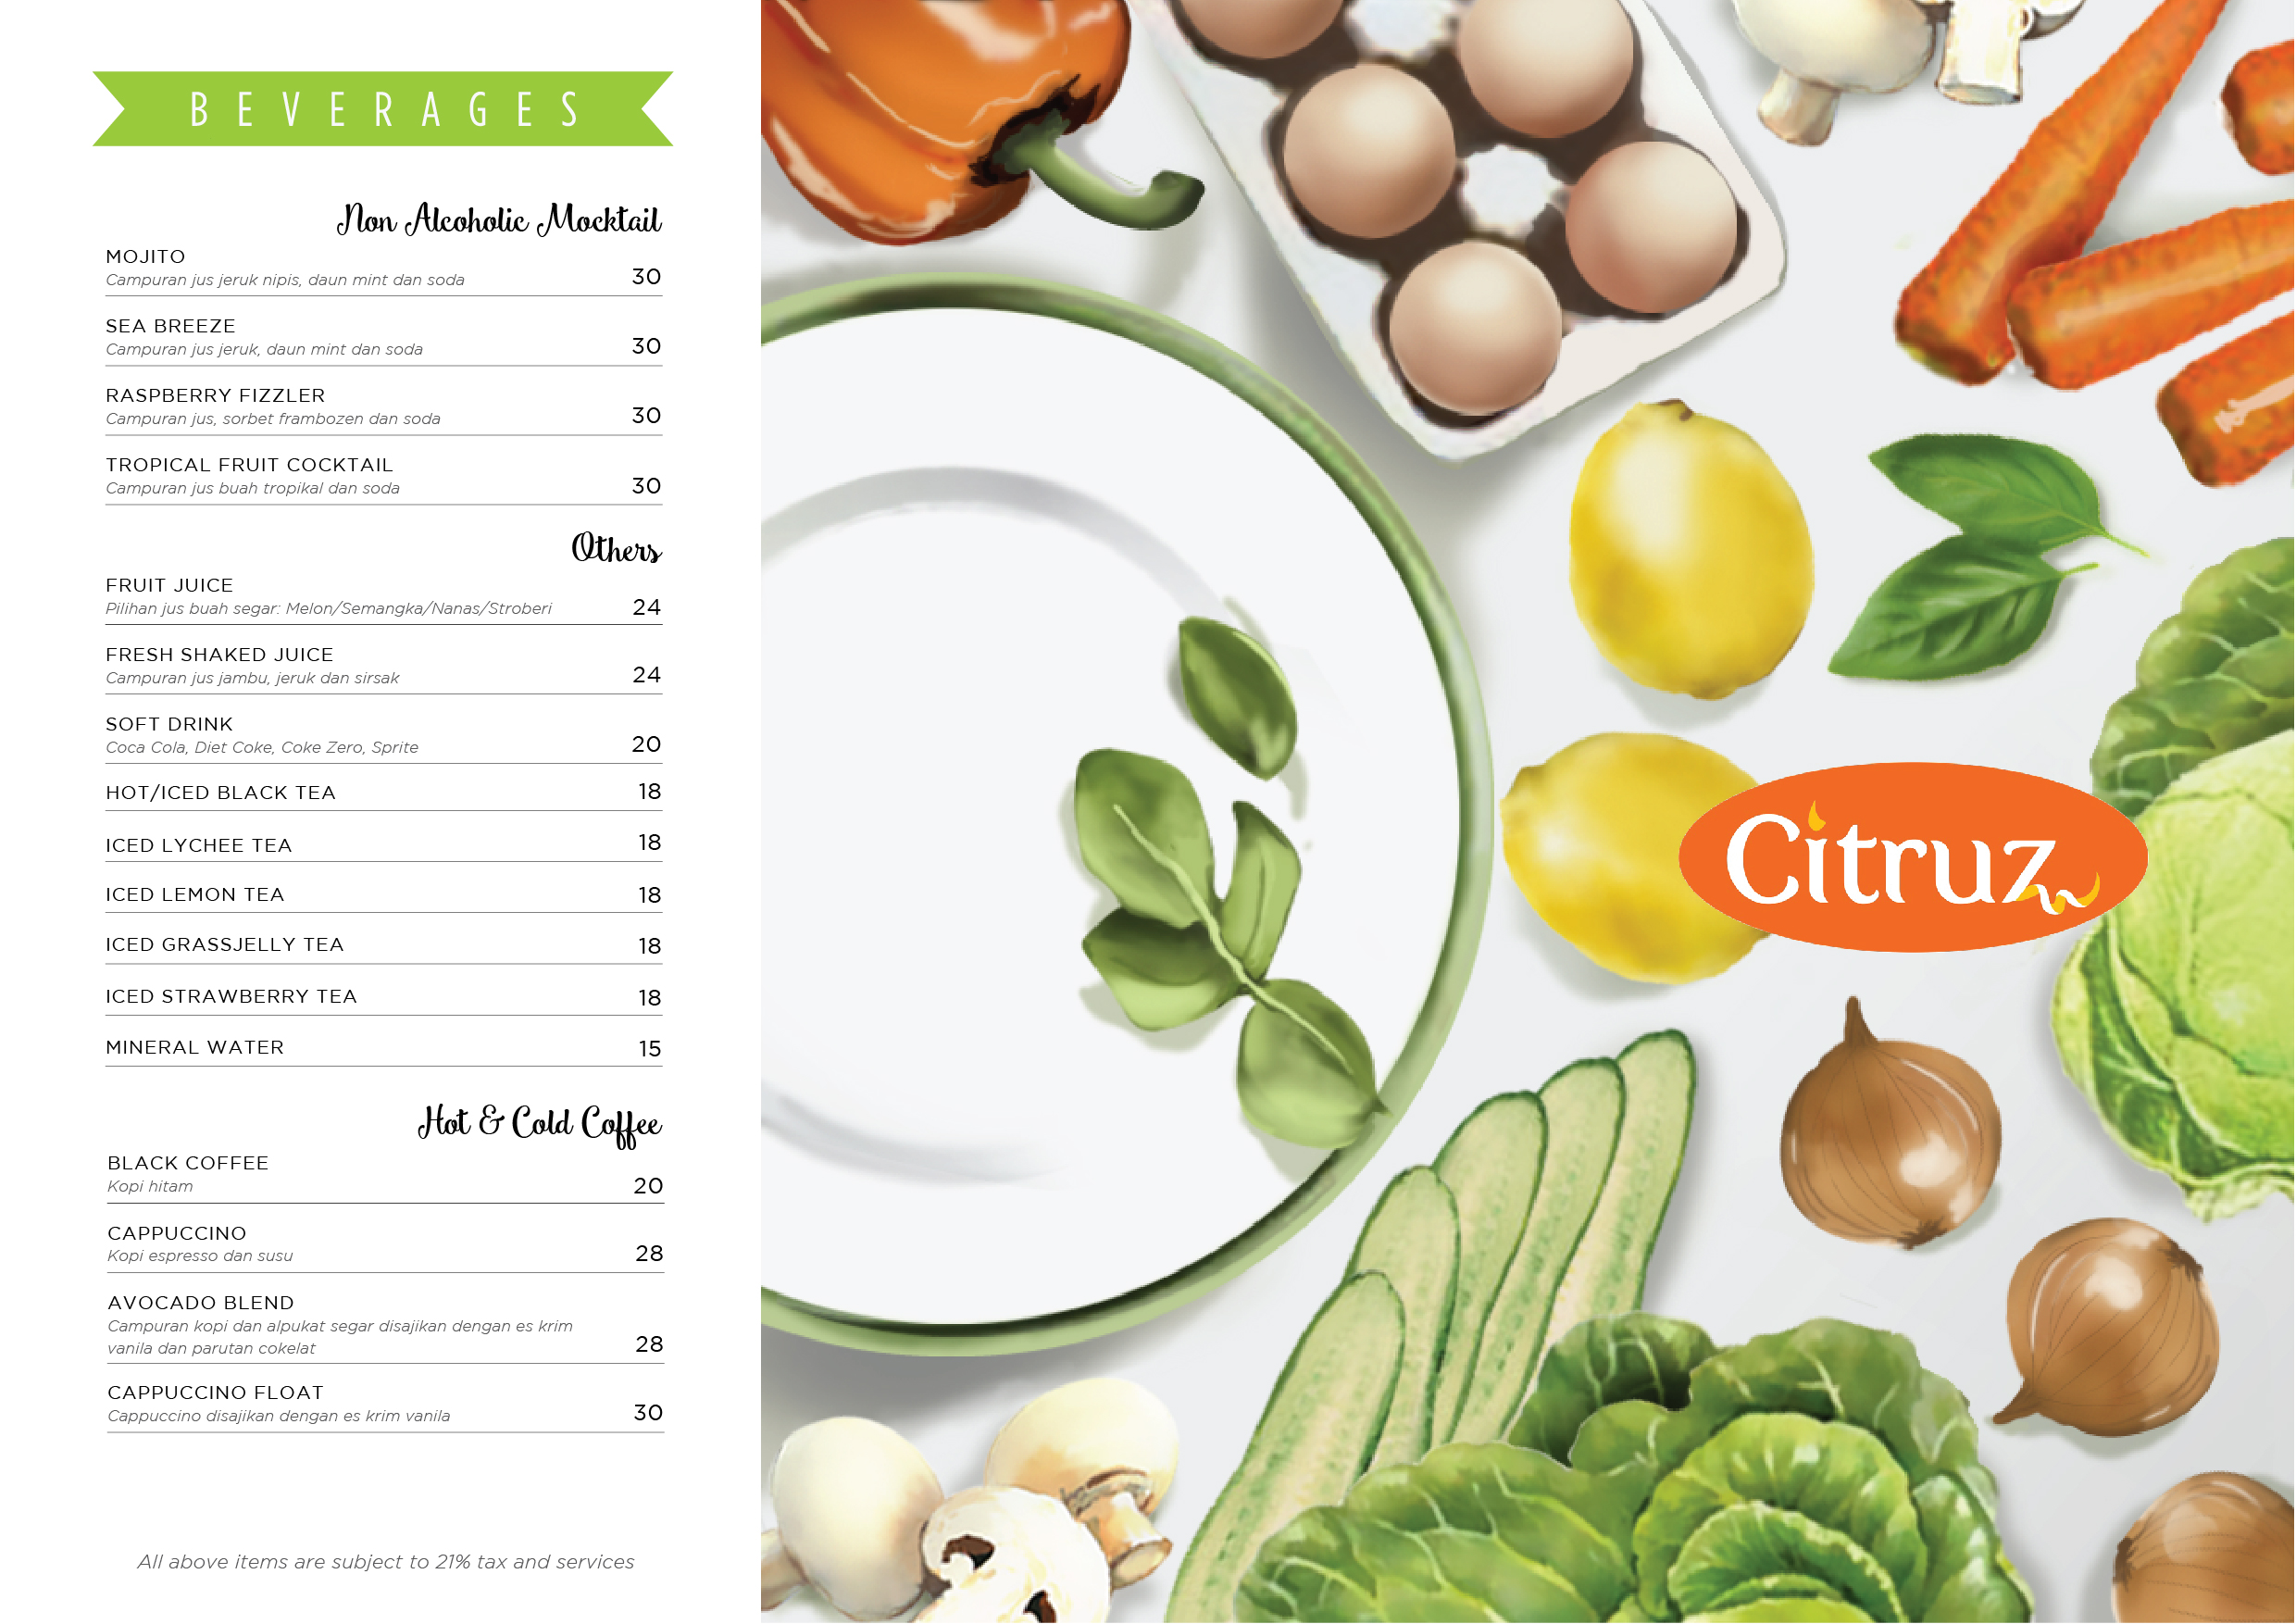 BEVERAGES
Non Alcoholic Mocktail
MOJITO
Campuran jus jeruk nipis, daun mint dan soda 30
SEA BREEZE
Campuran jus jeruk, daun mint dan soda 30
RASPBERRY FIZZLER
Campuran jus, sorbet frambozen dan soda 30
TROPICAL FRUIT COCKTAIL
Campuran jus buah tropikal dan soda 30
Others
FRUIT JUICE
Pilihan jus buah segar: Melon/Semangka/Nanas/Stroberi 24
FRESH SHAKED JUICE
Campuran jus jambu, jeruk dan sirsak 24
SOFT DRINK
Coca Cola, Diet Coke, Coke Zero, Sprite 20
HOT/ICED BLACK TEA 18
ICED LYCHEE TEA 18
ICED LEMON TEA 18
ICED GRASSJELLY TEA 18
ICED STRAWBERRY TEA 18
MINERAL WATER 15
Hot & Cold Coffee
BLACK COFFEE
Kopi hitam 20
CAPPUCCINO
Kopi espresso dan susu 28
AVOCADO BLEND
Campuran kopi dan alpukat segar disajikan dengan es krim
vanila dan parutan cokelat 28
CAPPUCCINO FLOAT
Cappuccino disajikan dengan es krim vanila 30
All above items are subject to 21% tax and services
Citruz